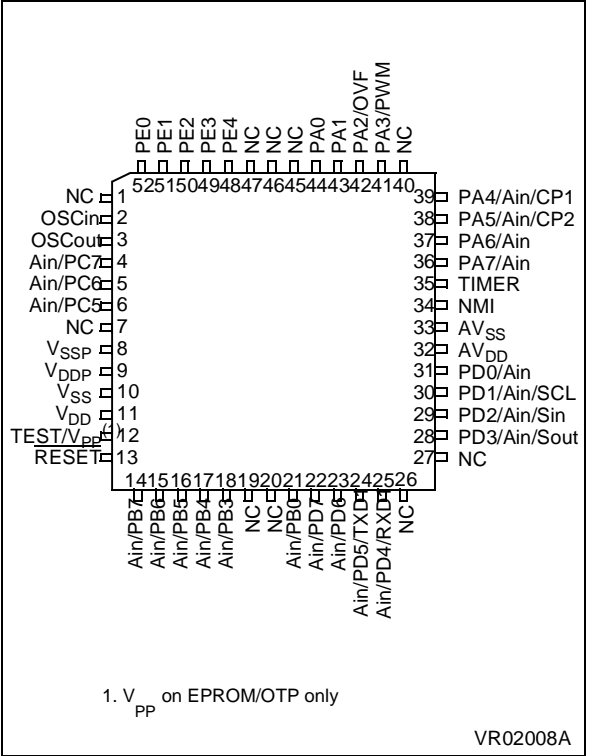 PE0
PE1
PE2
PE3
PE4
NC
NC
NC
PA0
PA1
PA2/OVF
PA3/PWM
NC
52 51 50 49 48 47 46 45 44 43 42 41 40
NC 1
OSCin 2
OSCout 3
Ain/PC7 4
Ain/PC6 5
Ain/PC5 6
NC 7
VSSP 8
VDDP 9
VSS 10
VDD 11
TEST/VPP(1) 12
RESET 13
39 PA4/Ain/CP1
38 PA5/Ain/CP2
37 PA6/Ain
36 PA7/Ain
35 TIMER
34 NMI
33 AVSS
32 AVDD
31 PD0/Ain
30 PD1/Ain/SCL
29 PD2/Ain/Sin
28 PD3/Ain/Sout
27 NC
14 15 16 17 18 19 20 21 22 23 24 25 26
Ain/PB7
Ain/PB6
Ain/PB5
Ain/PB4
Ain/PB3
NC
NC
Ain/PB0
Ain/PD7
Ain/PD6
Ain/PD5/TXD1
Ain/PD4/RXD1
NC
1. VPP on EPROM/OTP only
VR02008A